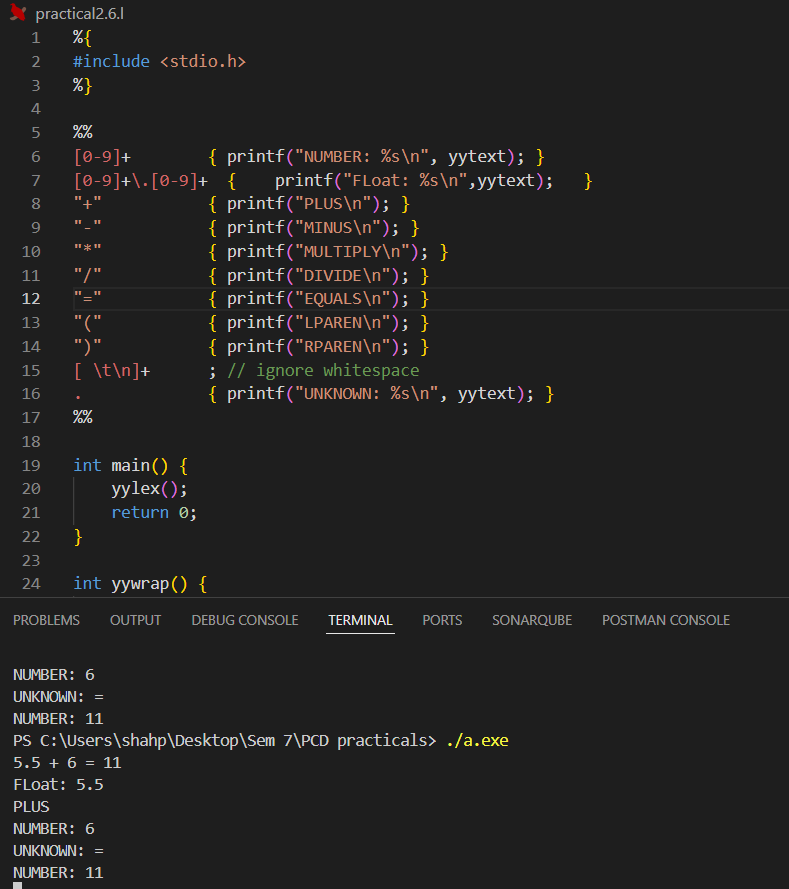 practical2.6.l
1 %{
2 #include <stdio.h>
3 %}
4
5 %%
6 [0-9]+ { printf("NUMBER: %s\n", yytext); }
7 [0-9]+\.[0-9]+ { printf("FLoat: %s\n",yytext); }
8 "+" { printf("PLUS\n"); }
9 "-" { printf("MINUS\n"); }
10 "*" { printf("MULTIPLY\n"); }
11 "/" { printf("DIVIDE\n"); }
12 "=" { printf("EQUALS\n"); }
13 "(" { printf("LPAREN\n"); }
14 ")" { printf("RPAREN\n"); }
15 [ \t\n]+ ; // ignore whitespace
16 . { printf("UNKNOWN: %s\n", yytext); }
17 %%
18
19 int main() {
20 yylex();
21 return 0;
22 }
23
24 int yywrap() {
PROBLEMS OUTPUT DEBUG CONSOLE TERMINAL PORTS SONARQUBE POSTMAN CONSOLE
NUMBER: 6
UNKNOWN: =
NUMBER: 11
PS C:\Users\shahp\Desktop\Sem 7\PCD practicals> ./a.exe
5.5 + 6 = 11
FLoat: 5.5
PLUS
NUMBER: 6
UNKNOWN: =
NUMBER: 11